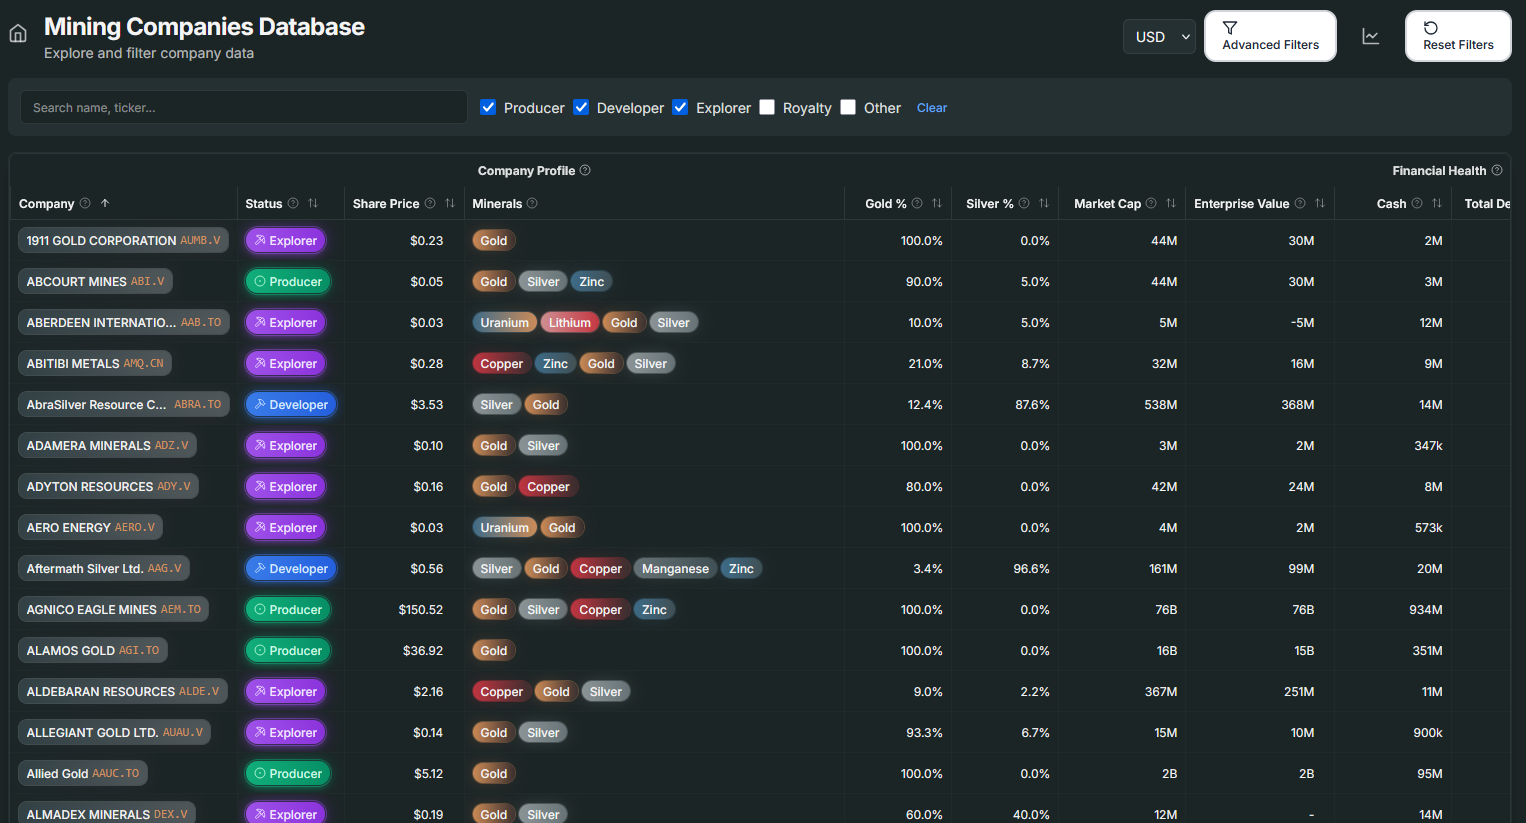 Mining Companies Database
Explore and filter company data
USD
Advanced Filters
Reset Filters
Search name, ticker...
Producer Developer Explorer Royalty Other Clear
Company Profile Financial Health
Company Status Share Price Minerals Gold % Silver % Market Cap Enterprise Value Cash Total De
1911 GOLD CORPORATION AUMB.V Explorer $0.23 Gold 100.0% 0.0% 44M 30M 2M
ABCOURT MINES ABI.V Producer $0.05 Gold Silver Zinc 90.0% 5.0% 44M 30M 3M
ABERDEEN INTERNATIO... AAB.TO Explorer $0.03 Uranium Lithium Gold Silver 10.0% 5.0% 5M -5M 12M
ABITIBI METALS AMQ.CN Explorer $0.28 Copper Zinc Gold Silver 21.0% 8.7% 32M 16M 9M
AbraSilver Resource C... ABRA.TO Developer $3.53 Silver Gold 12.4% 87.6% 538M 368M 14M
ADAMERA MINERALS ADZ.V Explorer $0.10 Gold Silver 100.0% 0.0% 3M 2M 347k
ADYTON RESOURCES ADY.V Explorer $0.16 Gold Copper 80.0% 0.0% 42M 24M 8M
AERO ENERGY AERO.V Explorer $0.03 Uranium Gold 100.0% 0.0% 4M 2M 573k
Aftermath Silver Ltd. AAG.V Developer $0.56 Silver Gold Copper Manganese Zinc 3.4% 96.6% 161M 99M 20M
AGNICO EAGLE MINES AEM.TO Producer $150.52 Gold Silver Copper Zinc 100.0% 0.0% 76B 76B 934M
ALAMOS GOLD AGI.TO Producer $36.92 Gold 100.0% 0.0% 16B 15B 351M
ALDEBARAN RESOURCES ALDE.V Explorer $2.16 Copper Gold Silver 9.0% 2.2% 367M 251M 11M
ALLEGIANT GOLD LTD. AUAU.V Explorer $0.14 Gold Silver 93.3% 6.7% 15M 10M 900k
Allied Gold AAUC.TO Producer $5.12 Gold 100.0% 0.0% 2B 2B 95M
ALMADEX MINERALS DEX.V Explorer $0.19 Gold Silver 60.0% 40.0% 12M - 14M